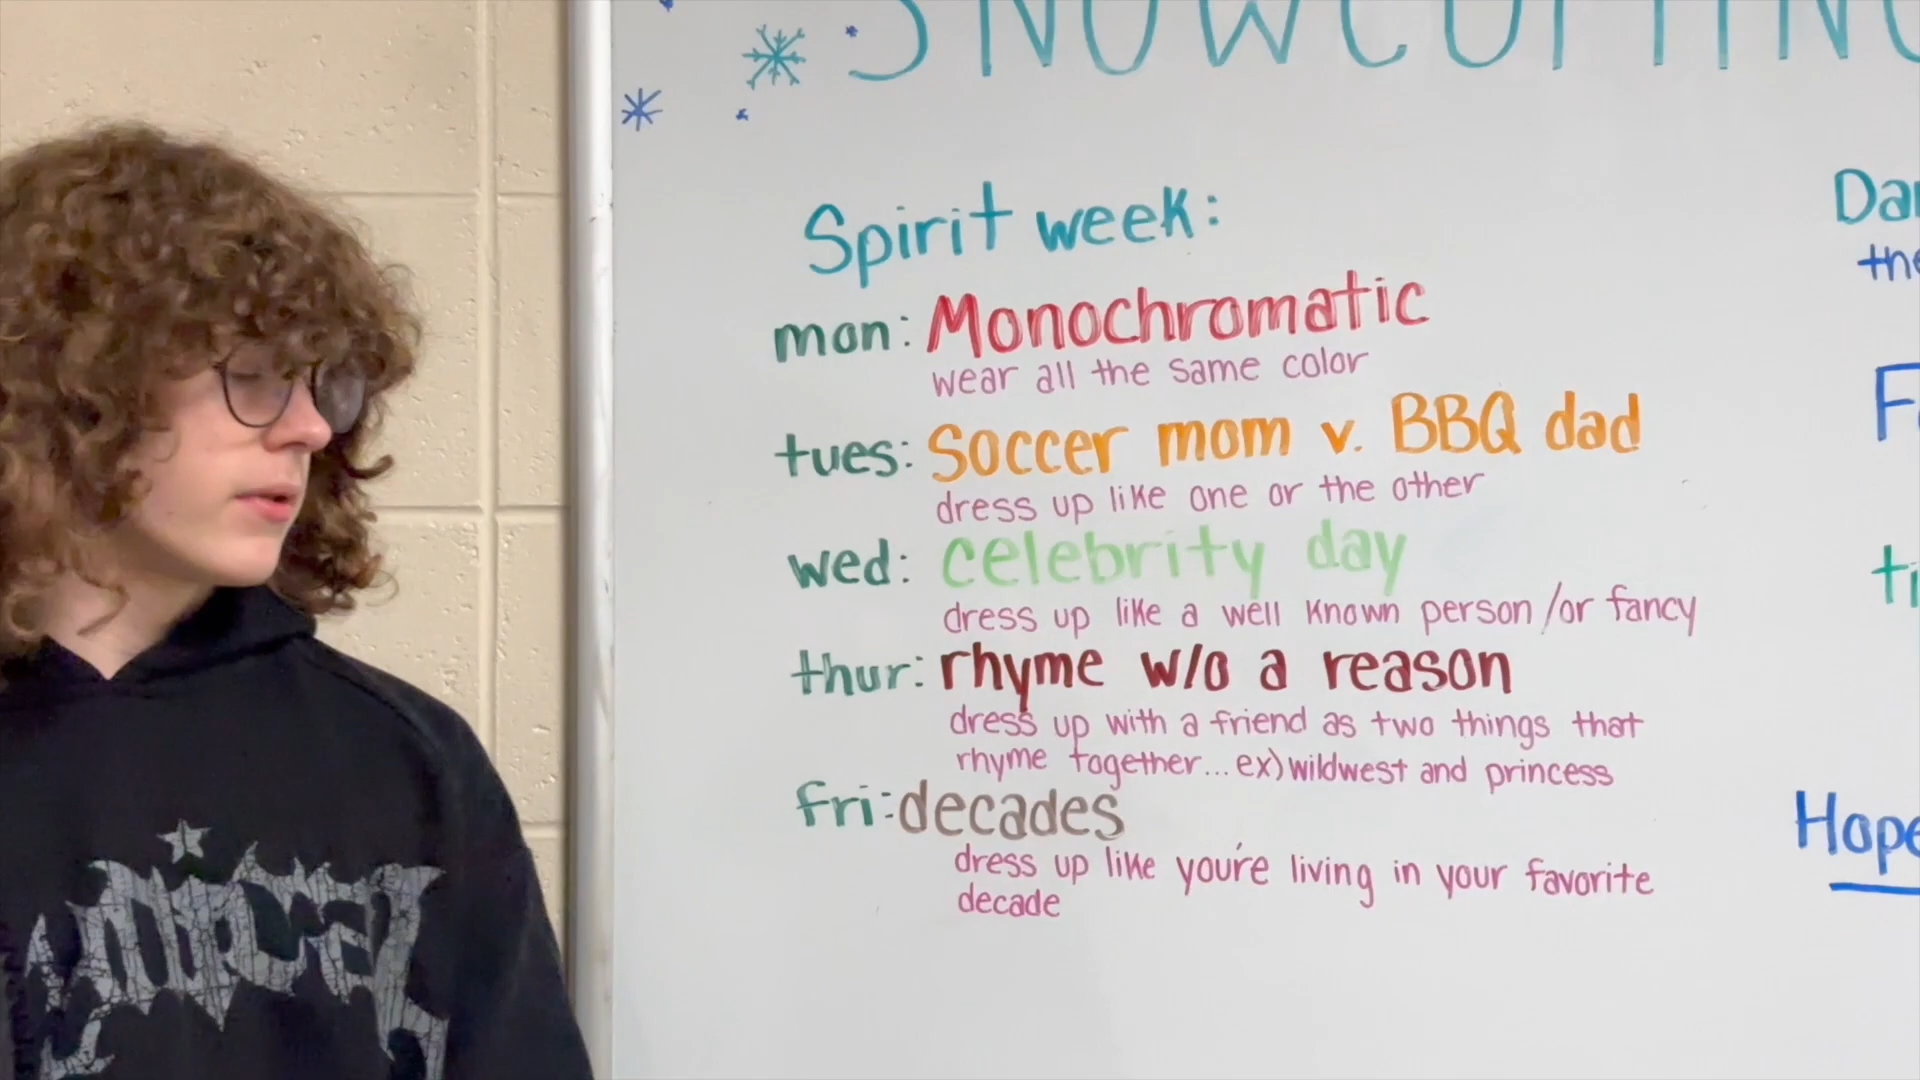 SNOWCOMING
Spirit week:
mon: Monochromatic
wear all the same color
tues: Soccer mom v. BBQ dad
dress up like one or the other
wed: celebrity day
dress up like a well known person /or fancy
thur: rhyme w/o a reason
dress up with a friend as two things that
rhyme together... ex) wildwest and princess
fri: decades
dress up like you're living in your favorite
decade
Hope